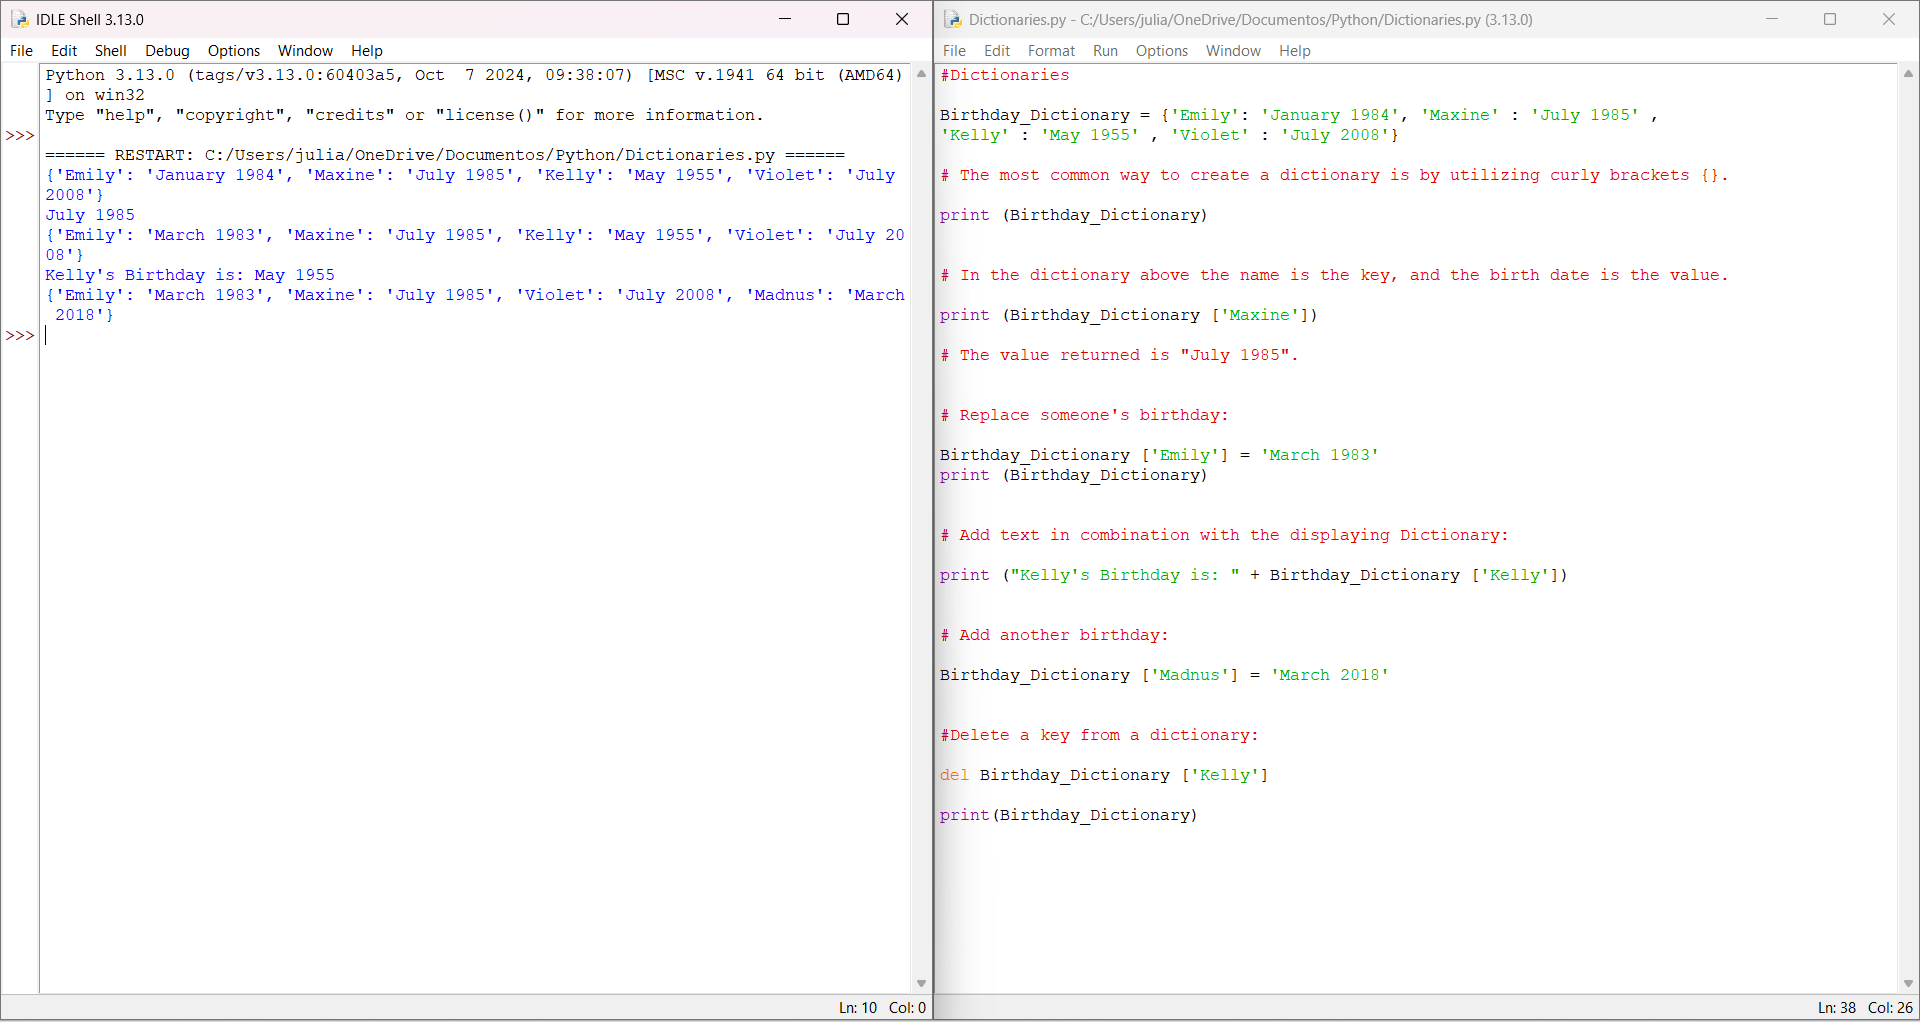 IDLE Shell 3.13.0
File Edit Shell Debug Options Window Help
Python 3.13.0 (tags/v3.13.0:60403a5, Oct  7 2024, 09:38:07) [MSC v.1941 64 bit (AMD64)
] on win32
Type "help", "copyright", "credits" or "license()" for more information.
>>>
====== RESTART: C:/Users/julia/OneDrive/Documentos/Python/Dictionaries.py ======
{'Emily': 'January 1984', 'Maxine': 'July 1985', 'Kelly': 'May 1955', 'Violet': 'July
2008'}
July 1985
{'Emily': 'March 1983', 'Maxine': 'July 1985', 'Kelly': 'May 1955', 'Violet': 'July 20
08'}
Kelly's Birthday is: May 1955
{'Emily': 'March 1983', 'Maxine': 'July 1985', 'Violet': 'July 2008', 'Madnus': 'March
 2018'}
>>>
Ln: 10 Col: 0
Dictionaries.py - C:/Users/julia/OneDrive/Documentos/Python/Dictionaries.py (3.13.0)
File Edit Format Run Options Window Help
#Dictionaries
Birthday_Dictionary = {'Emily': 'January 1984', 'Maxine' : 'July 1985' ,
'Kelly' : 'May 1955' , 'Violet' : 'July 2008'}
# The most common way to create a dictionary is by utilizing curly brackets {}.
print (Birthday_Dictionary)
# In the dictionary above the name is the key, and the birth date is the value.
print (Birthday_Dictionary ['Maxine'])
# The value returned is "July 1985".
# Replace someone's birthday:
Birthday_Dictionary ['Emily'] = 'March 1983'
print (Birthday_Dictionary)
# Add text in combination with the displaying Dictionary:
print ("Kelly's Birthday is: " + Birthday_Dictionary ['Kelly'])
# Add another birthday:
Birthday_Dictionary ['Madnus'] = 'March 2018'
#Delete a key from a dictionary:
del Birthday_Dictionary ['Kelly']
print(Birthday_Dictionary)
Ln: 38 Col: 26